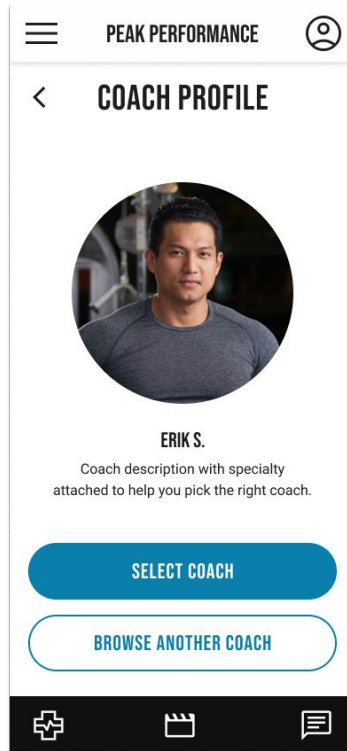 PEAK PERFORMANCE
COACH PROFILE
ERIK S.
Coach description with specialty
attached to help you pick the right coach.
SELECT COACH
BROWSE ANOTHER COACH